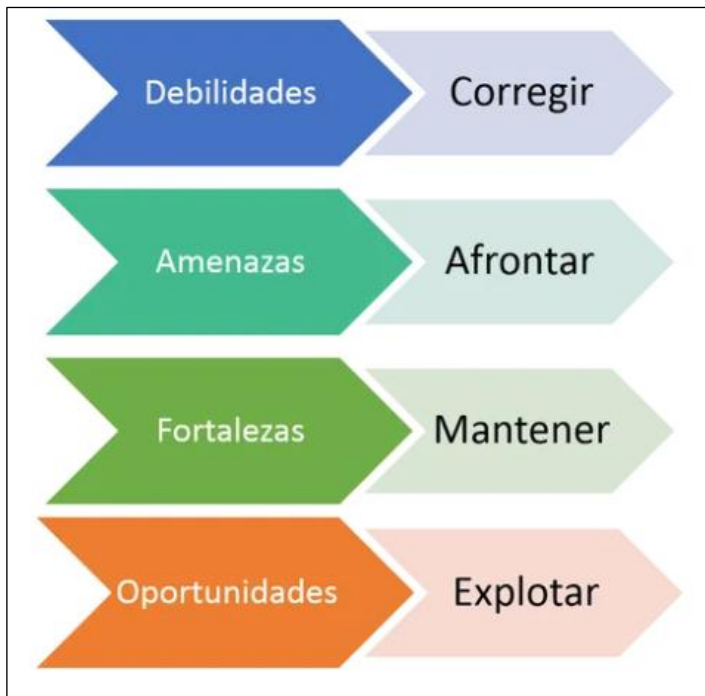 Debilidades
Corregir
Amenazas
Afrontar
Fortalezas
Mantener
Oportunidades
Explotar